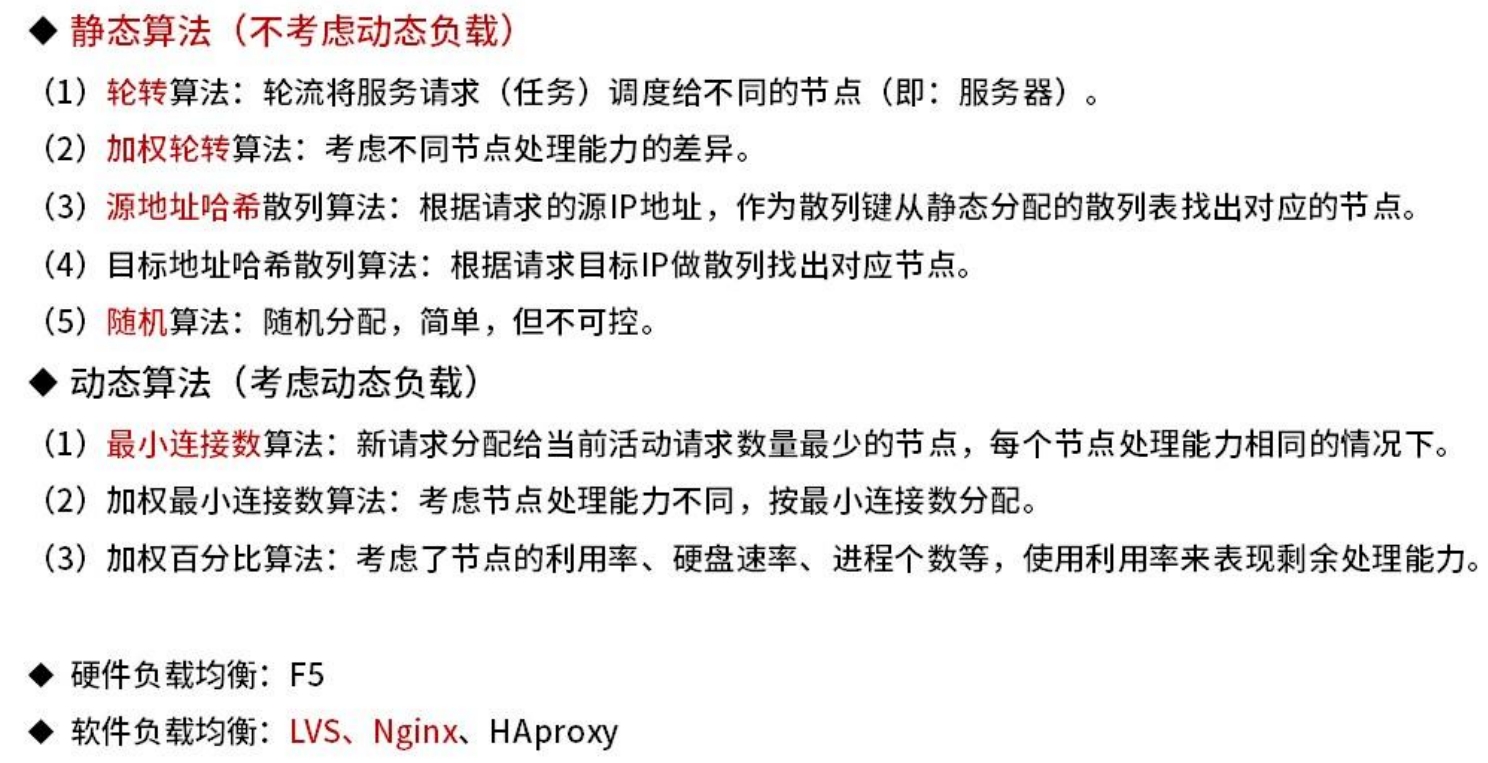 ◆ 静态算法（不考虑动态负载）
（1）轮转算法：轮流将服务请求（任务）调度给不同的节点（即：服务器）。
（2）加权轮转算法：考虑不同节点处理能力的差异。
（3）源地址哈希散列算法：根据请求的源IP地址，作为散列键从静态分配的散列表找出对应的节点。
（4）目标地址哈希散列算法：根据请求目标IP做散列找出对应节点。
（5）随机算法：随机分配，简单，但不可控。
◆ 动态算法（考虑动态负载）
（1）最小连接数算法：新请求分配给当前活动请求数量最少的节点，每个节点处理能力相同的情况下。
（2）加权最小连接数算法：考虑节点处理能力不同，按最小连接数分配。
（3）加权百分比算法：考虑了节点的利用率、硬盘速率、进程个数等，使用利用率来表现剩余处理能力。
◆ 硬件负载均衡：F5
◆ 软件负载均衡：LVS、Nginx、HAproxy